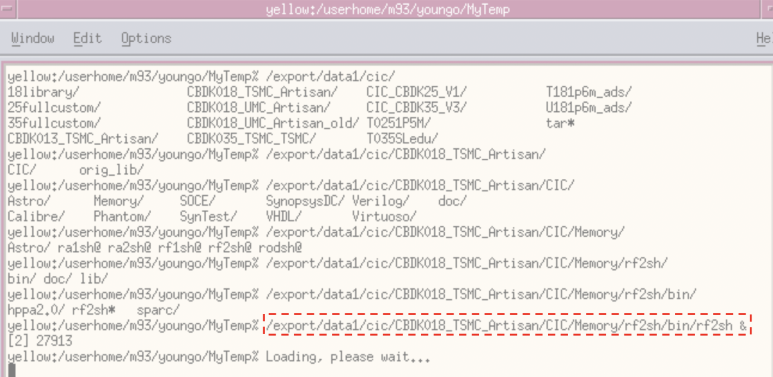 yellow:/userhome/m93/youngo/MyTemp
Window Edit Options He
yellow:/userhome/m93/youngo/MyTemp% /export/data1/cic/
18library/ CBDK018_TSMC_Artisan/ CIC_CBDK25_V1/ T181p6m_ads/
25fullcustom/ CBDK018_UMC_Artisan/ CIC_CBDK35_V3/ U181p6m_ads/
35fullcustom/ CBDK018_UMC_Artisan_old/ T0251P5M/ tar*
CBDK013_TSMC_Artisan/ CBDK035_TSMC_TSMC/ T035SLedu/
yellow:/userhome/m93/youngo/MyTemp% /export/data1/cic/CBDK018_TSMC_Artisan/
CIC/ orig_lib/
yellow:/userhome/m93/youngo/MyTemp% /export/data1/cic/CBDK018_TSMC_Artisan/CIC/
Astro/ Memory/ SOCE/ SynopsysDC/ Verilog/ doc/
Calibre/ Phantom/ SynTest/ VHDL/ Virtuoso/
yellow:/userhome/m93/youngo/MyTemp% /export/data1/cic/CBDK018_TSMC_Artisan/CIC/Memory/
Astro/ ra1sh@ ra2sh@ rf1sh@ rf2sh@ rodsh@
yellow:/userhome/m93/youngo/MyTemp% /export/data1/cic/CBDK018_TSMC_Artisan/CIC/Memory/rf2sh/
bin/ doc/ lib/
yellow:/userhome/m93/youngo/MyTemp% /export/data1/cic/CBDK018_TSMC_Artisan/CIC/Memory/rf2sh/bin/
hppa2.0/ rf2sh* sparc/
yellow:/userhome/m93/youngo/MyTemp% /export/data1/cic/CBDK018_TSMC_Artisan/CIC/Memory/rf2sh/bin/rf2sh &
[2] 27913
yellow:/userhome/m93/youngo/MyTemp% Loading, please wait...